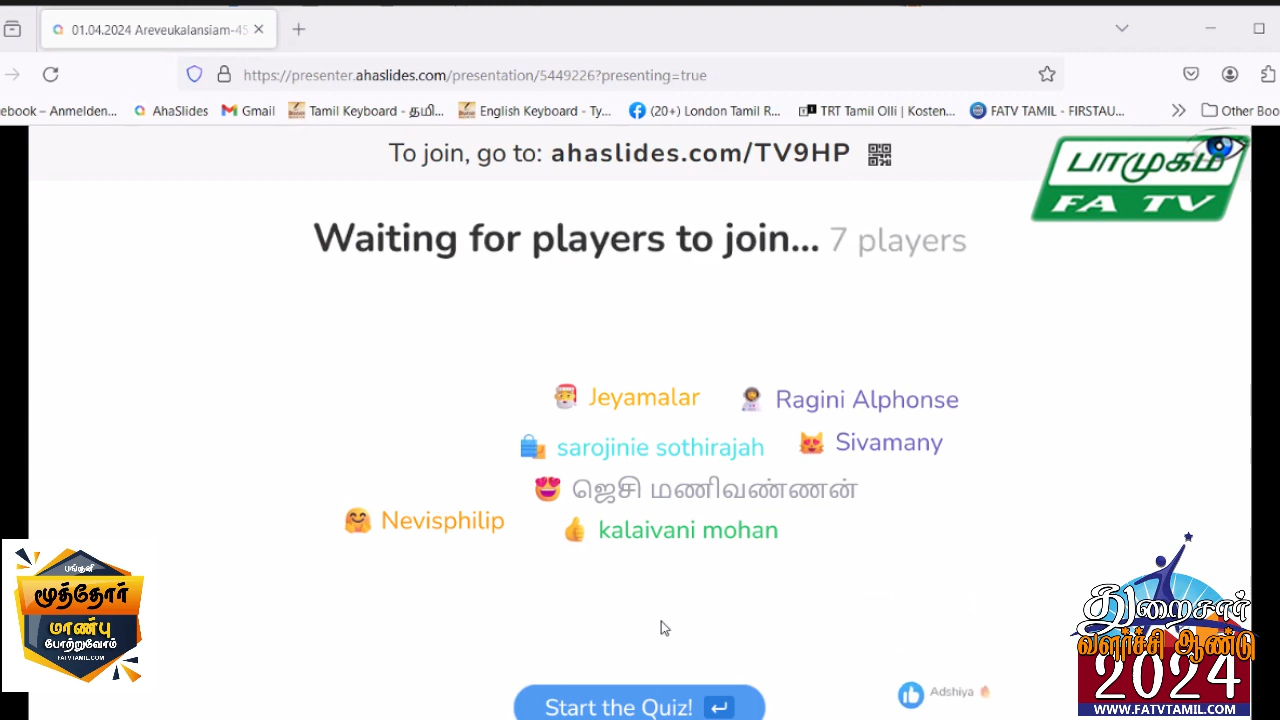 01.04.2024 Areveukalansiam-45
https://presenter.ahaslides.com/presentation/5449226?presenting=true
ebook – Anmelden... AhaSlides Gmail Tamil Keyboard - தமி... English Keyboard - Ty... (20+) London Tamil R... TRT Tamil Olli | Kosten... FATV TAMIL - FIRSTAU... Other Boo
To join, go to: ahaslides.com/TV9HP
பாமுகம்
FA TV
Waiting for players to join... 7 players
Jeyamalar Ragini Alphonse
sarojinie sothirajah Sivamany
ஜெசி மணிவண்ணன்
Nevisphilip kalaivani mohan
பங்குனி
மூத்தோர்
மாண்பு
போற்றுவோம்
FATVTAMIL.COM
துறைசார்
வளர்ச்சி ஆண்டு
2024
WWW.FATVTAMIL.COM
Start the Quiz!
Adshiya